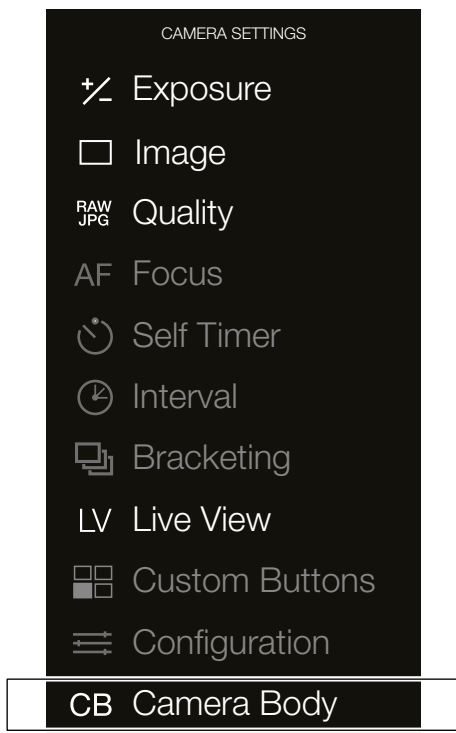 CAMERA SETTINGS
Exposure
Image
RAW
JPG Quality
AF Focus
Self Timer
Interval
Bracketing
LV Live View
Custom Buttons
Configuration
CB Camera Body